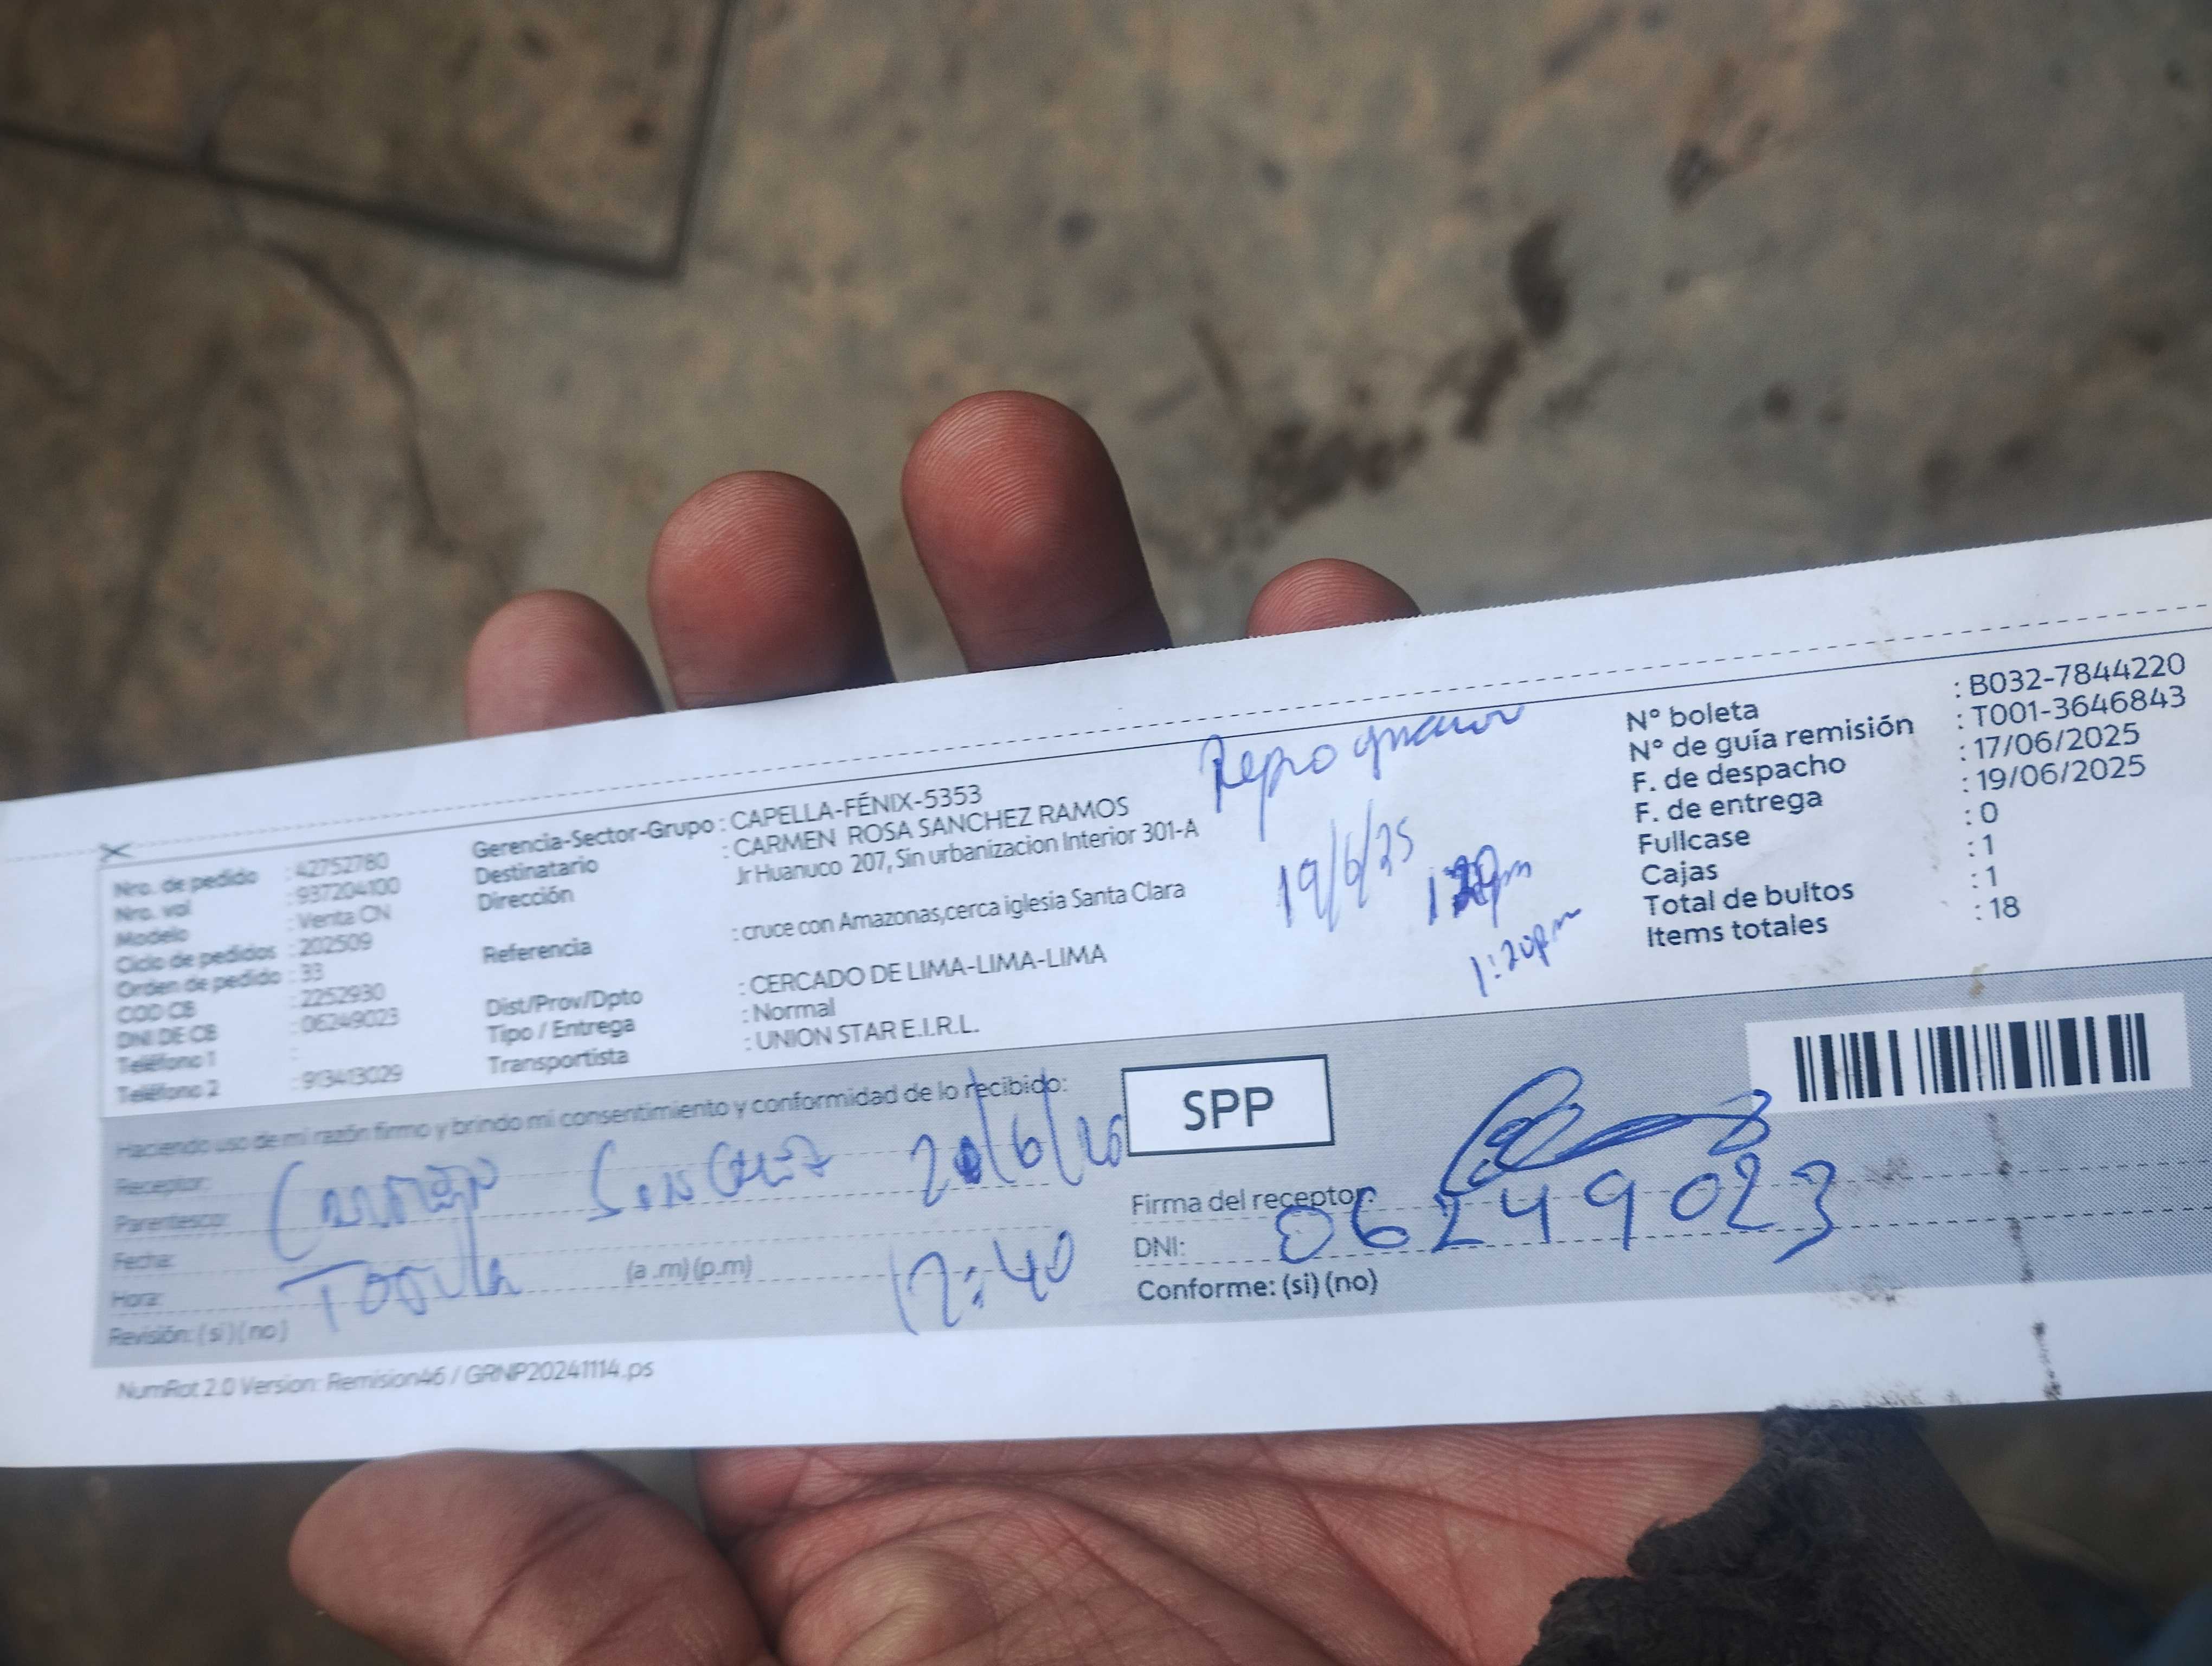 Nro. de pedido : 42752780
Nro. vol : 937204100
Modelo : Venta CN
Ciclo de pedidos : 202509
Orden de pedido : 33
COD CB : 2252930
DNI DE CB : 06249023
Teléfono 1 :
Teléfono 2 : 913413029
Gerencia-Sector-Grupo : CAPELLA-FÉNIX-5353
Destinatario : CARMEN ROSA SANCHEZ RAMOS
Dirección Jr Huanuco 207, Sin urbanizacion Interior 301-A
Referencia : cruce con Amazonas,cerca iglesia Santa Clara
Dist/Prov/Dpto : CERCADO DE LIMA-LIMA-LIMA
Tipo / Entrega : Normal
Transportista : UNION STAR E.I.R.L.
19/6/25
1:20pm
N° boleta : B032-7844220
N° de guía remisión : T001-3646843
F. de despacho : 17/06/2025
F. de entrega : 19/06/2025
Fullcase : 0
Cajas : 1
Total de bultos : 1
Items totales : 18
Haciendo uso de mi razón firmo y brindo mi consentimiento y conformidad de lo recibido:
Receptor:
Parentesco:
Fecha:
Hora: (a .m) (p.m)
Revisión: ( si ) ( no )
Carmen
12:40
SPP
Firma del receptor:
DNI: 06249023
Conforme: (si) (no)
NumRot 2.0 Version: Remision46 / GRNP20241114.ps